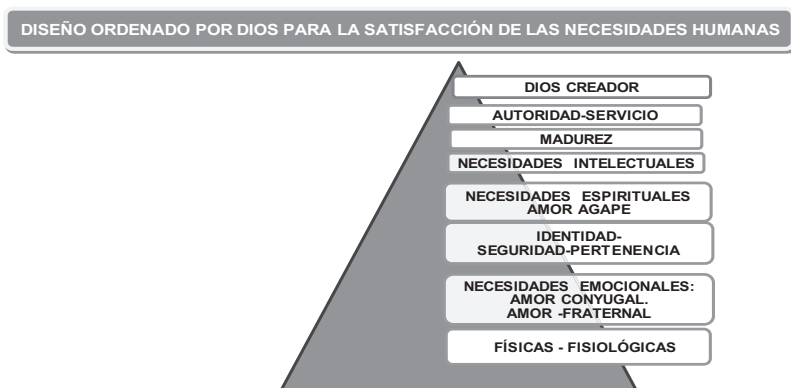 DISEÑO ORDENADO POR DIOS PARA LA SATISFACCIÓN DE LAS NECESIDADES HUMANAS
DIOS CREADOR
AUTORIDAD-SERVICIO
MADUREZ
NECESIDADES INTELECTUALES
NECESIDADES ESPIRITUALES
AMOR AGAPE
IDENTIDAD-
SEGURIDAD-PERTENENCIA
NECESIDADES EMOCIONALES:
AMOR CONYUGAL.
AMOR -FRATERNAL
FÍSICAS - FISIOLÓGICAS